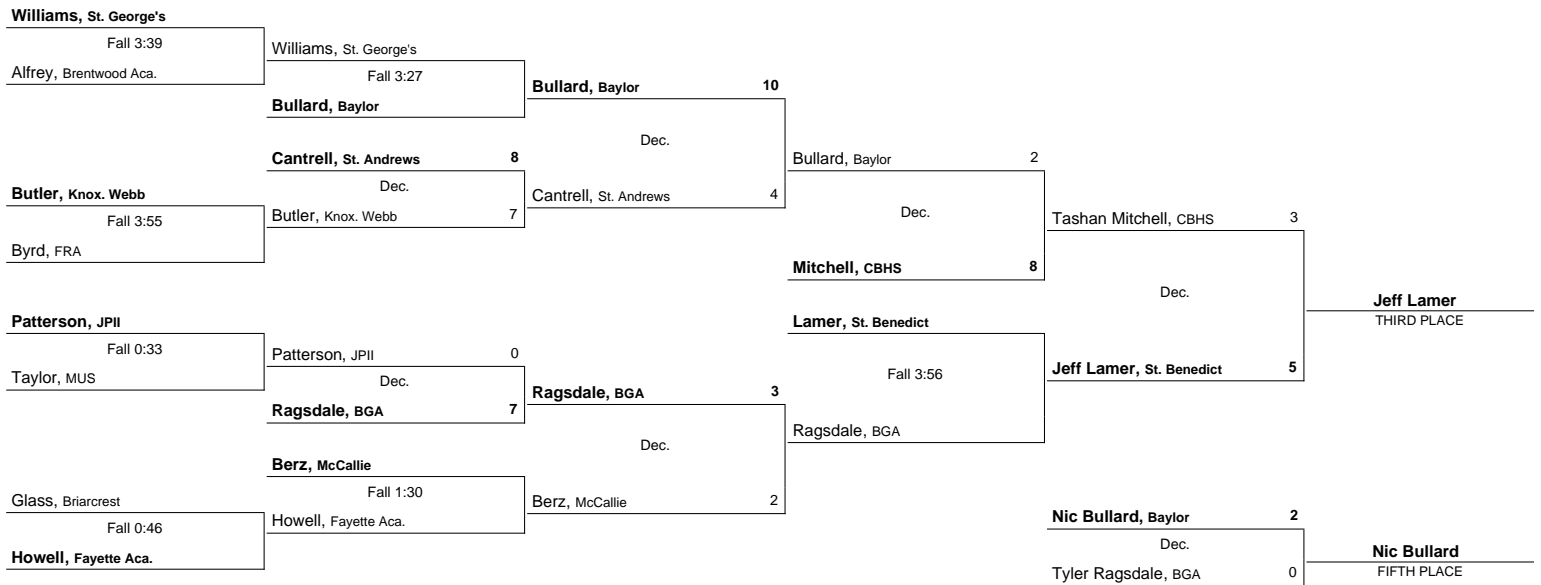 Williams, St. George's
Fall 3:39
Alfrey, Brentwood Aca.
Butler, Knox. Webb
Fall 3:55
Byrd, FRA
Patterson, JPII
Fall 0:33
Taylor, MUS
Glass, Briarcrest
Fall 0:46
Howell, Fayette Aca.
Williams, St. George's
Fall 3:27
Bullard, Baylor
Cantrell, St. Andrews 8
Dec.
Butler, Knox. Webb 7
Patterson, JPII 0
Dec.
Ragsdale, BGA 7
Berz, McCallie
Fall 1:30
Howell, Fayette Aca.
Bullard, Baylor 10
Dec.
Cantrell, St. Andrews 4
Ragsdale, BGA 3
Dec.
Berz, McCallie 2
Bullard, Baylor 2
Dec.
Mitchell, CBHS 8
Lamer, St. Benedict
Fall 3:56
Ragsdale, BGA
Tashan Mitchell, CBHS 3
Dec.
Jeff Lamer, St. Benedict 5
Jeff Lamer
THIRD PLACE
Nic Bullard, Baylor 2
Dec.
Tyler Ragsdale, BGA 0
Nic Bullard
FIFTH PLACE